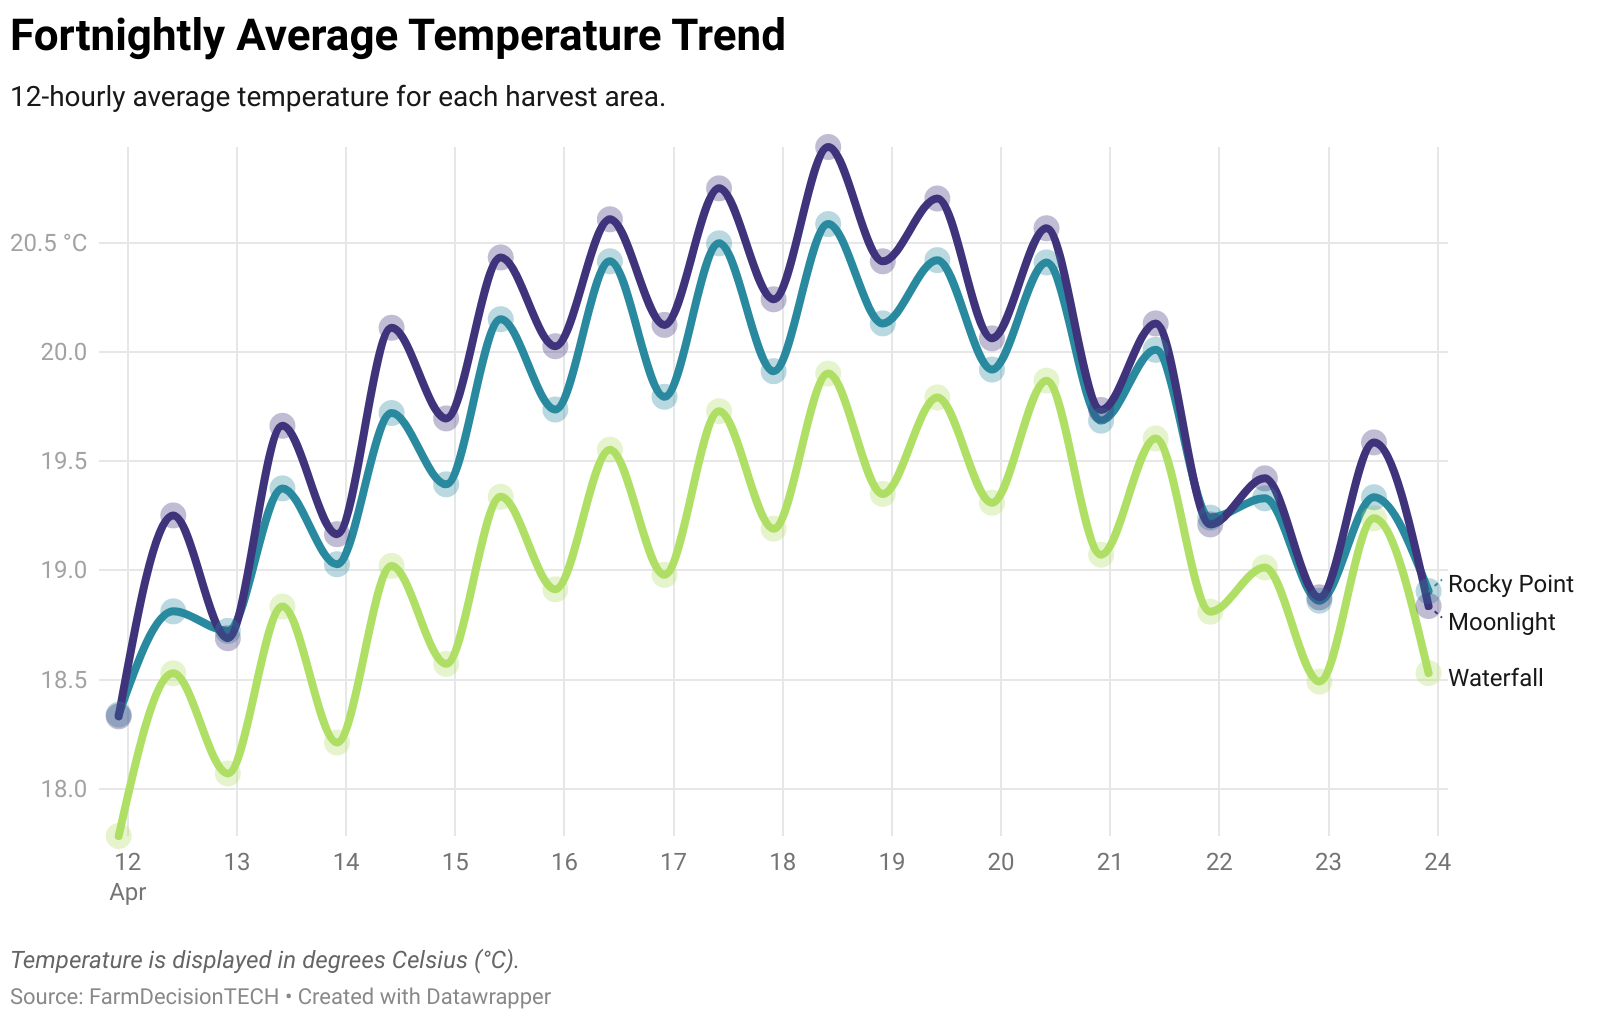 Fortnightly Average Temperature Trend
12-hourly average temperature for each harvest area.
20.5 °C
20.0
19.5
19.0
18.5
18.0
Rocky Point
Moonlight
Waterfall
12 13 14 15 16 17 18 19 20 21 22 23 24
Apr
Temperature is displayed in degrees Celsius (°C).
Source: FarmDecisionTECH • Created with Datawrapper